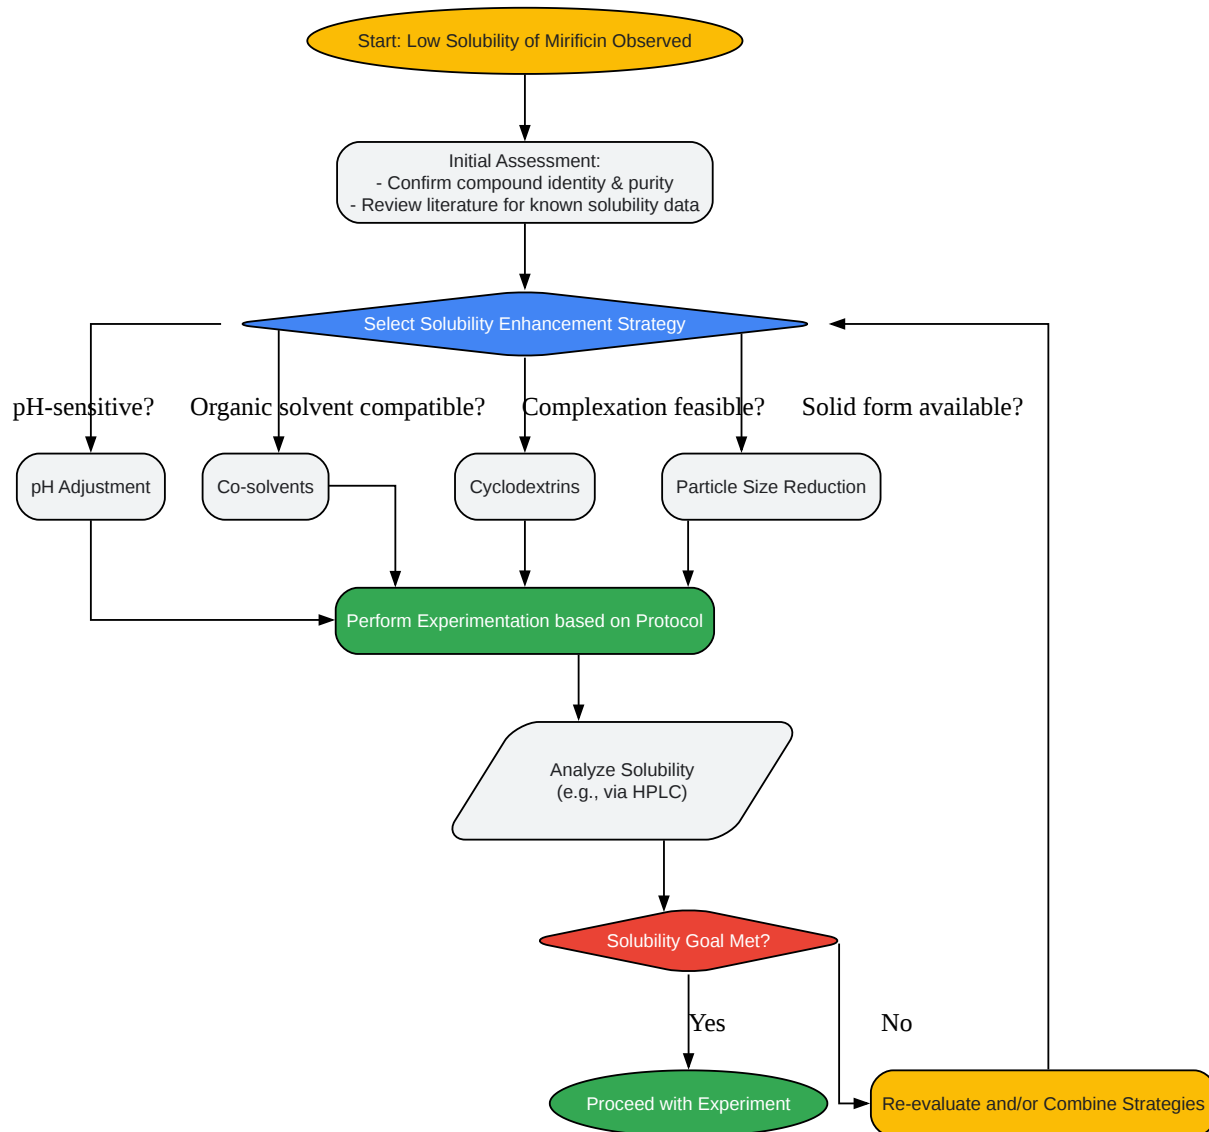 Start: Low Solubility of Mirificin Observed
Initial Assessment:
- Confirm compound identity & purity
- Review literature for known solubility data
Select Solubility Enhancement Strategy
pH-sensitive?
Organic solvent compatible?
Complexation feasible?
Solid form available?
pH Adjustment
Co-solvents
Cyclodextrins
Particle Size Reduction
Perform Experimentation based on Protocol
Analyze Solubility
(e.g., via HPLC)
Solubility Goal Met?
Yes
No
Proceed with Experiment
Re-evaluate and/or Combine Strategies